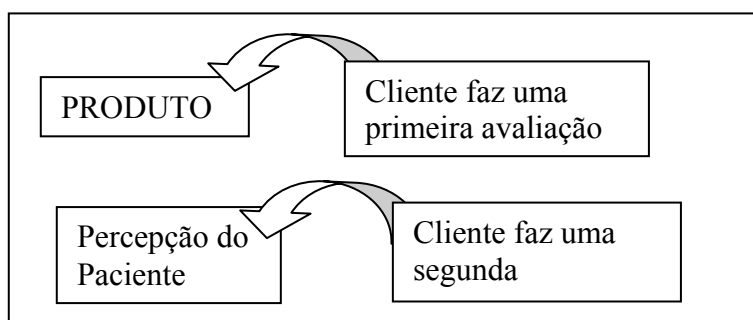 PRODUTO
Cliente faz uma
primeira avaliação
Percepção do
Paciente
Cliente faz uma
segunda